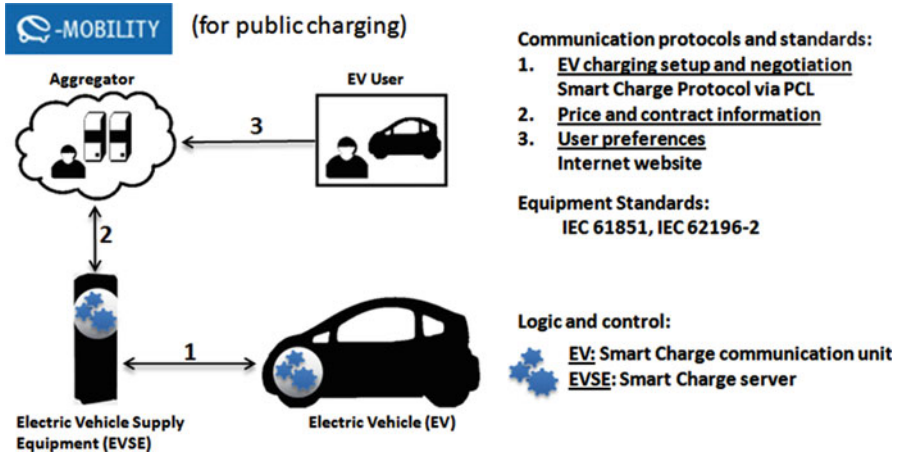 -MOBILITY
(for public charging)
Aggregator
EV User
3
2
1
Electric Vehicle Supply
Equipment (EVSE)
Electric Vehicle (EV)
Communication protocols and standards:
1. EV charging setup and negotiation
Smart Charge Protocol via PCL
2. Price and contract information
3. User preferences
Internet website
Equipment Standards:
IEC 61851, IEC 62196-2
Logic and control:
EV: Smart Charge communication unit
EVSE: Smart Charge server